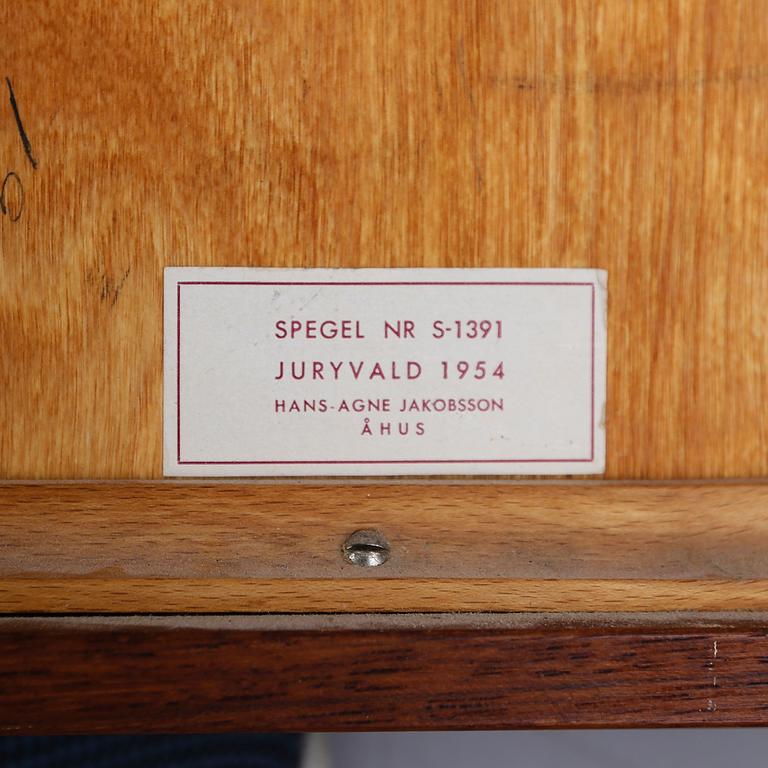 SPEGEL NR S-1391
JURYVALD 1954
HANS-AGNE JAKOBSSON
ÅHUS